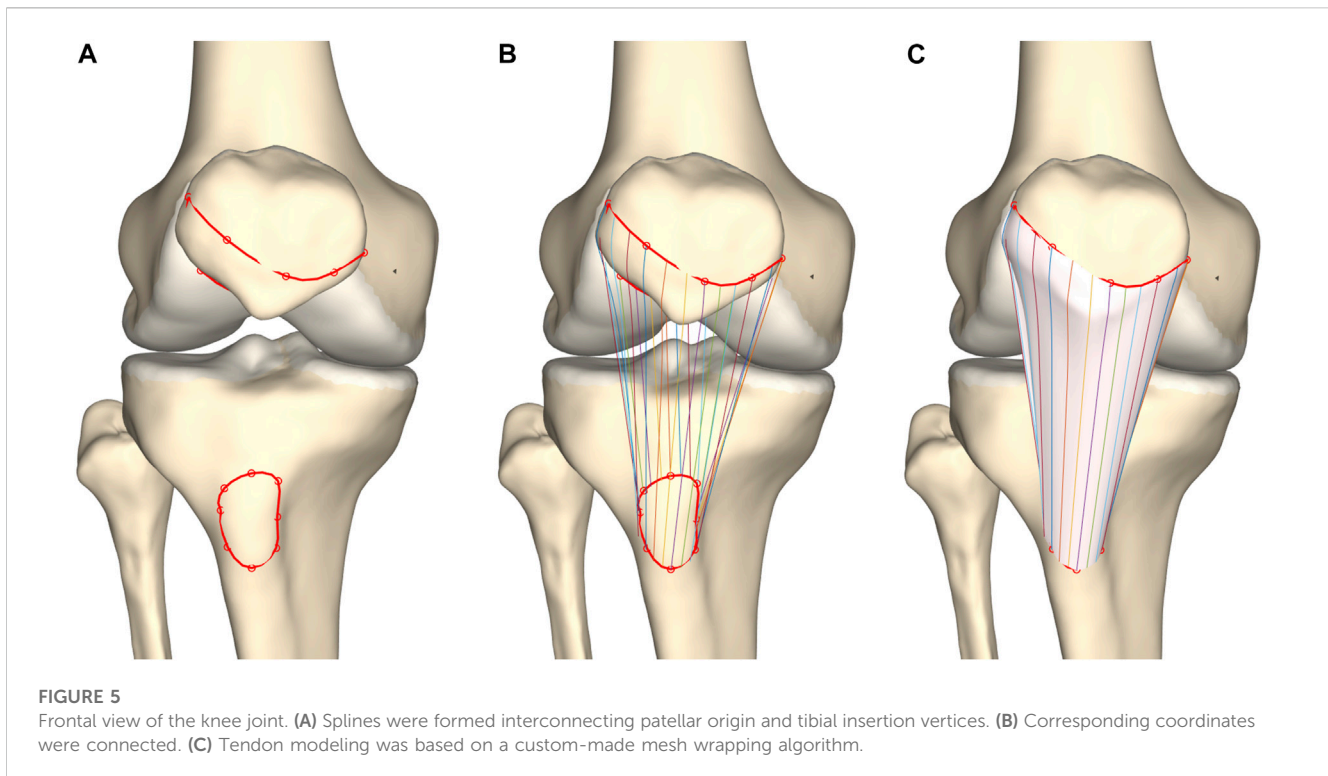 A
B
C
FIGURE 5
Frontal view of the knee joint. (A) Splines were formed interconnecting patellar origin and tibial insertion vertices. (B) Corresponding coordinates
were connected. (C) Tendon modeling was based on a custom-made mesh wrapping algorithm.